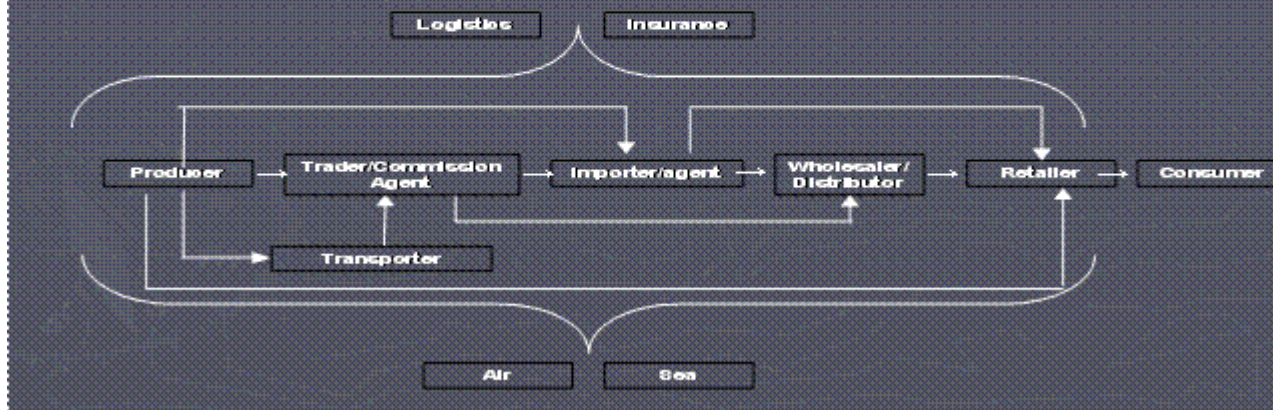 Logistics
Insurance
Producer
Trader/Commission
Agent
Importer/agent
Wholesaler/
Distributor
Retailer
Consumer
Transporter
Air
Sea